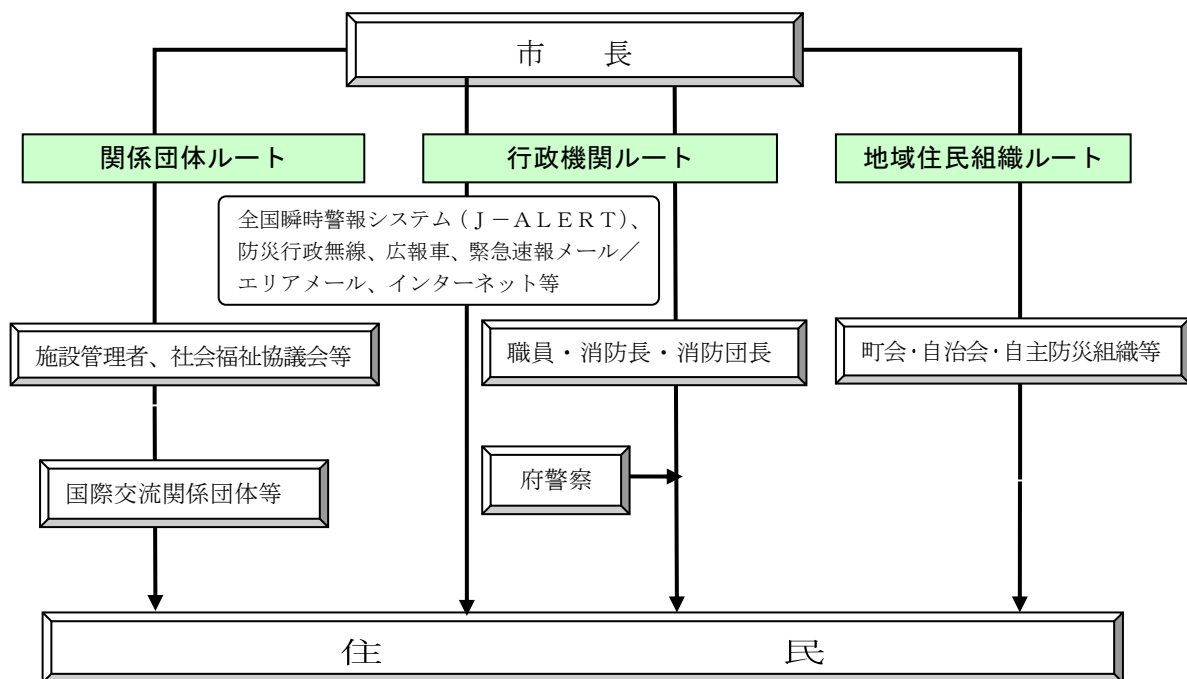 市　　長
関係団体ルート
行政機関ルート
地域住民組織ルート
全国瞬時警報システム（Ｊ－ＡＬＥＲＴ）、
防災行政無線、広報車、緊急速報メール／
エリアメール、インターネット等
施設管理者、社会福祉協議会等
職員・消防長・消防団長
町会・自治会・自主防災組織等
国際交流関係団体等
府警察
住　　　　民